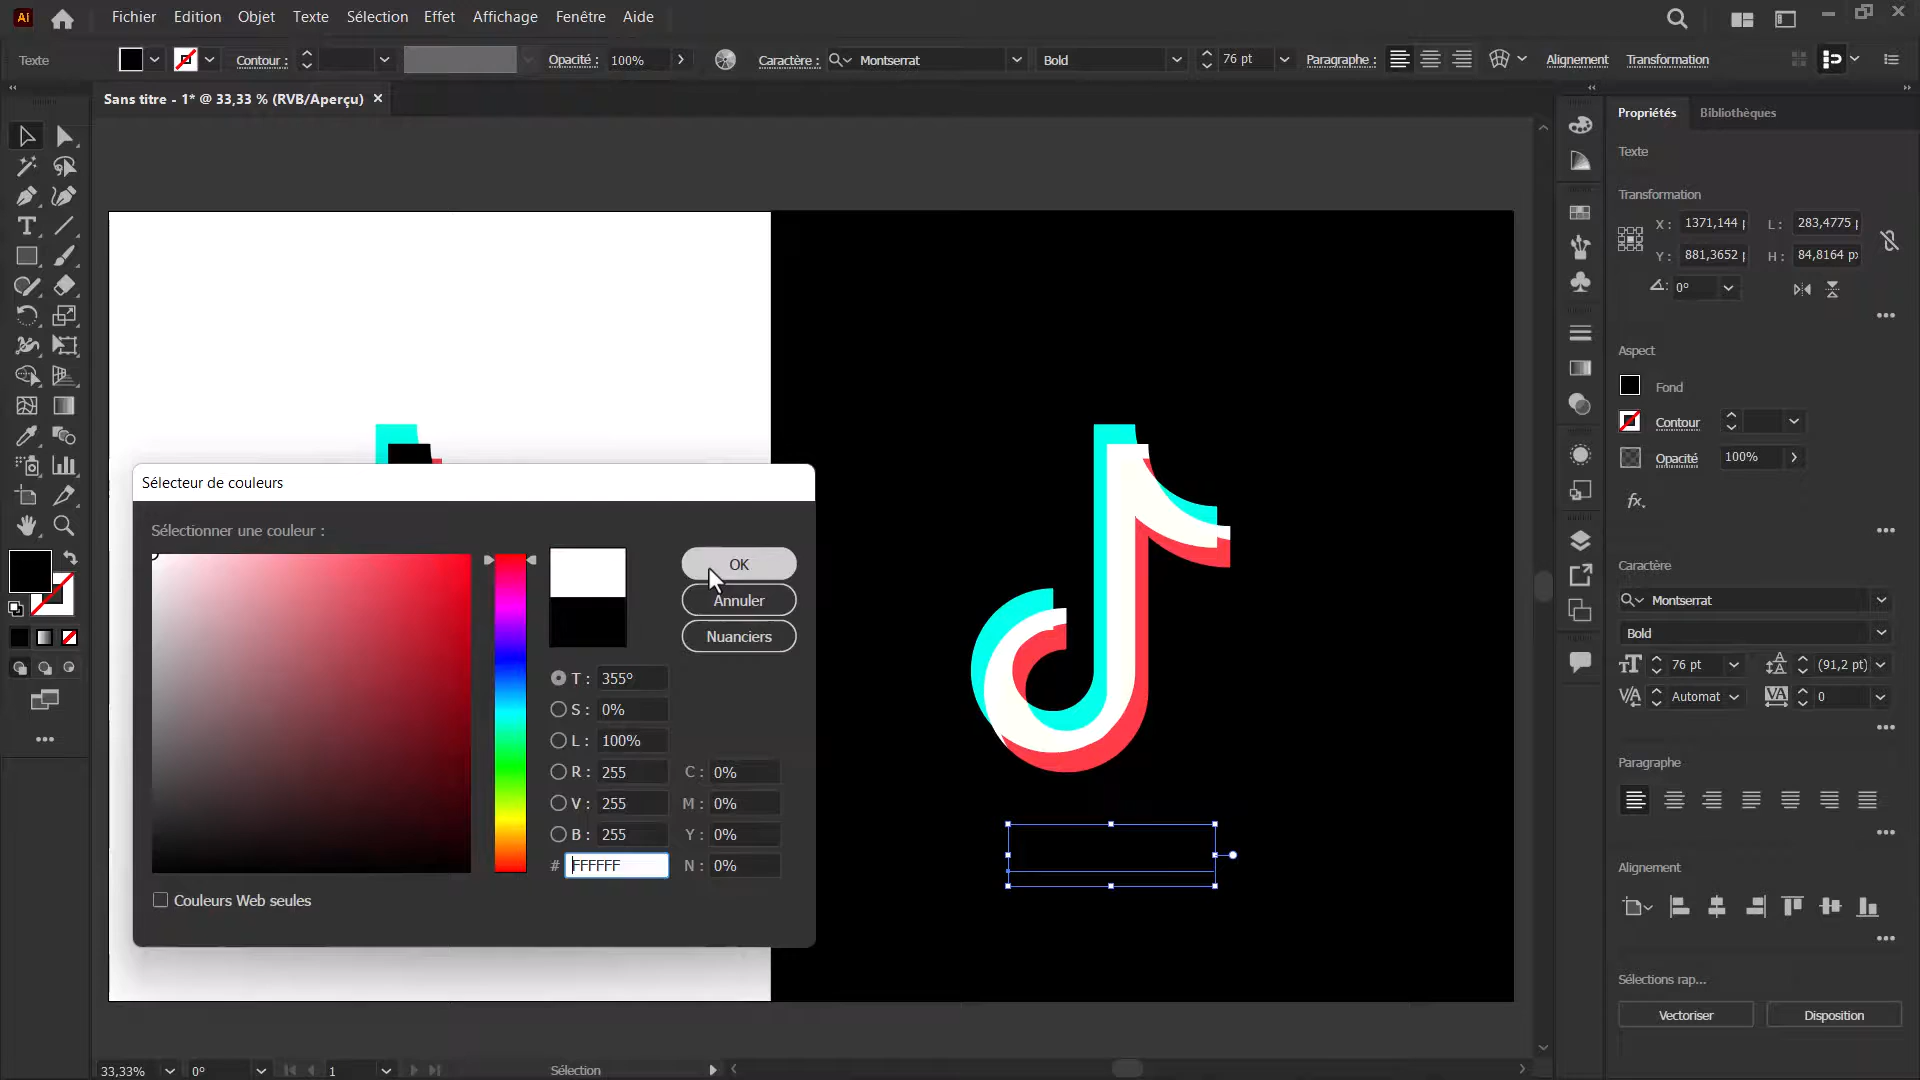 Ai
Fichier Edition Objet Texte Sélection Effet Affichage Fenêtre Aide
Texte
Contour :
Opacité : 100%
Caractère : Montserrat
Bold
76 pt
Paragraphe :
Alignement
Transformation
Sans titre - 1* @ 33,33 % (RVB/Aperçu) ×
Propriétés
Bibliothèques
Texte
Transformation
X : 1371,144 p
L : 283,4775 p
Y : 881,3652 p
H : 84,8164 px
0°
Aspect
Fond
Contour
Opacité 100%
fx.
Caractère
Montserrat
Bold
76 pt
(91,2 pt)
Automat
0
Paragraphe
Alignement
Sélections rap...
Vectoriser
Disposition
Sélecteur de couleurs
Sélectionner une couleur :
OK
Annuler
Nuanciers
T : 355°
S : 0%
L : 100%
R : 255
C : 0%
V : 255
M : 0%
B : 255
Y : 0%
# FFFFFF
N : 0%
Couleurs Web seules
33,33%
0°
1
Sélection